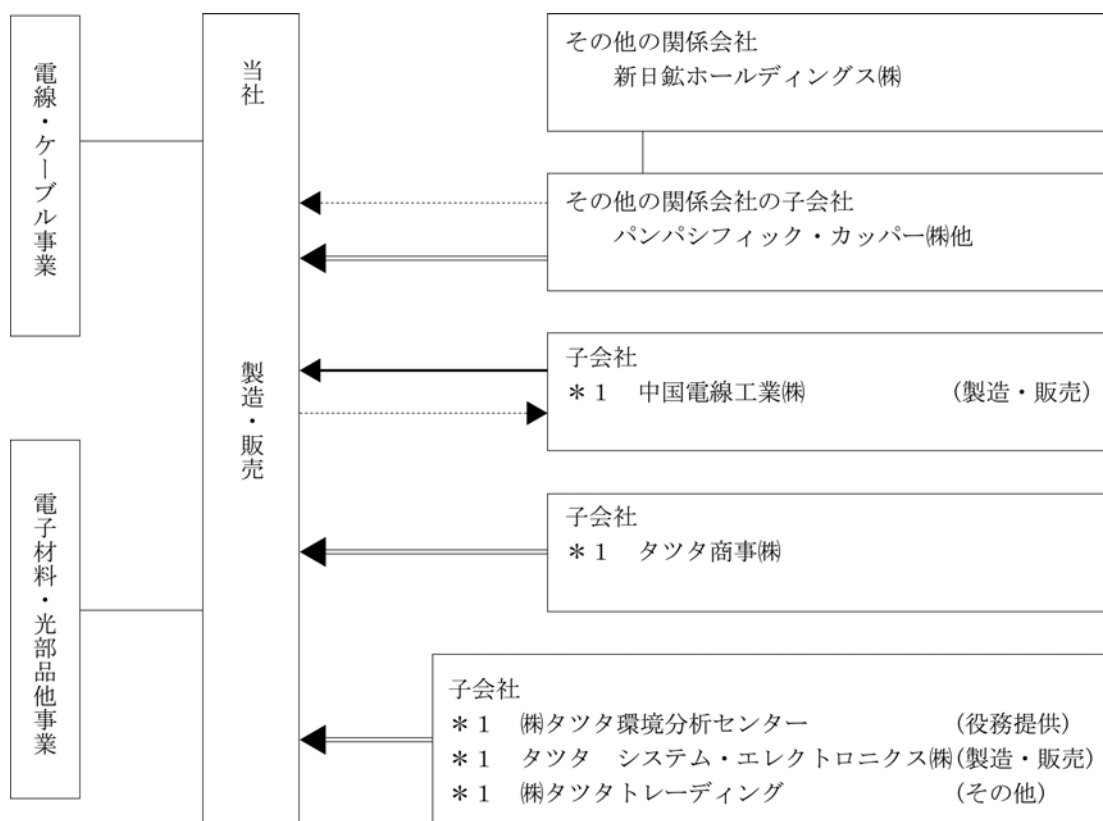 電線・ケーブル事業
電子材料・光部品他事業
当社
製造・販売
その他の関係会社
新日鉱ホールディングス㈱
その他の関係会社の子会社
パンパシフィック・カッパー㈱他
子会社
＊１ 中国電線工業㈱ （製造・販売）
子会社
＊１ タツタ商事㈱
子会社
＊１ ㈱タツタ環境分析センター （役務提供）
＊１ タツタ システム・エレクトロニクス㈱（製造・販売）
＊１ ㈱タツタトレーディング （その他）